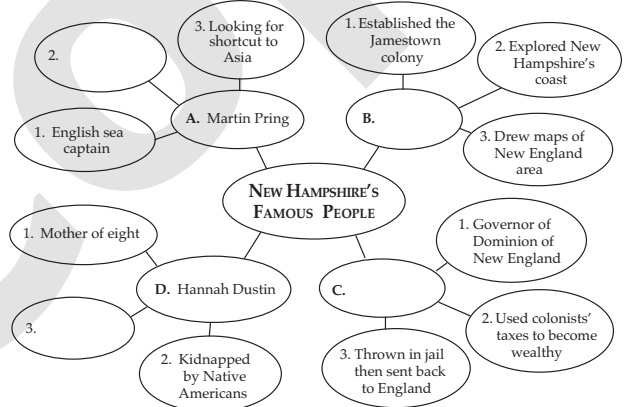 3. Looking for
shortcut to
Asia
2.
1. English sea
captain
A. Martin Pring
1. Established the
Jamestown
colony
2. Explored New
Hampshire's
coast
B.
3. Drew maps of
New England
area
NEW HAMPSHIRE'S
FAMOUS PEOPLE
1. Mother of eight
D. Hannah Dustin
3.
2. Kidnapped
by Native
Americans
C.
1. Governor of
Dominion of
New England
2. Used colonists'
taxes to become
wealthy
3. Thrown in jail
then sent back
to England